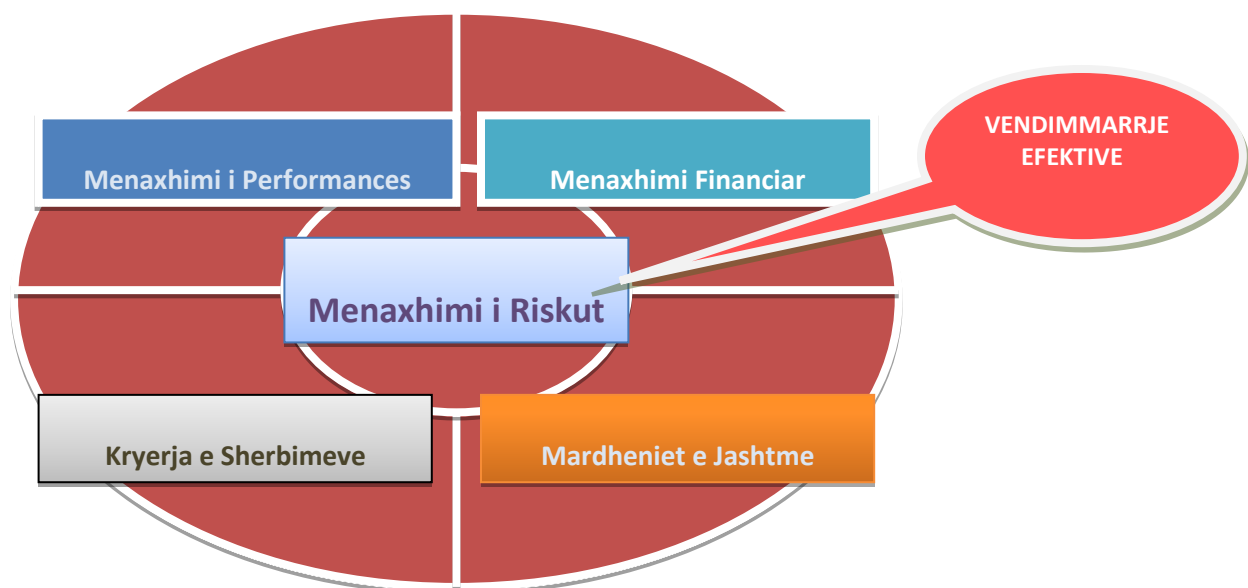 Menaxhimi i Performances
Menaxhimi Financiar
VENDIMMARRJE
EFEKTIVE
Menaxhimi i Riskut
Kryerja e Sherbimeve
Mardheniet e Jashtme